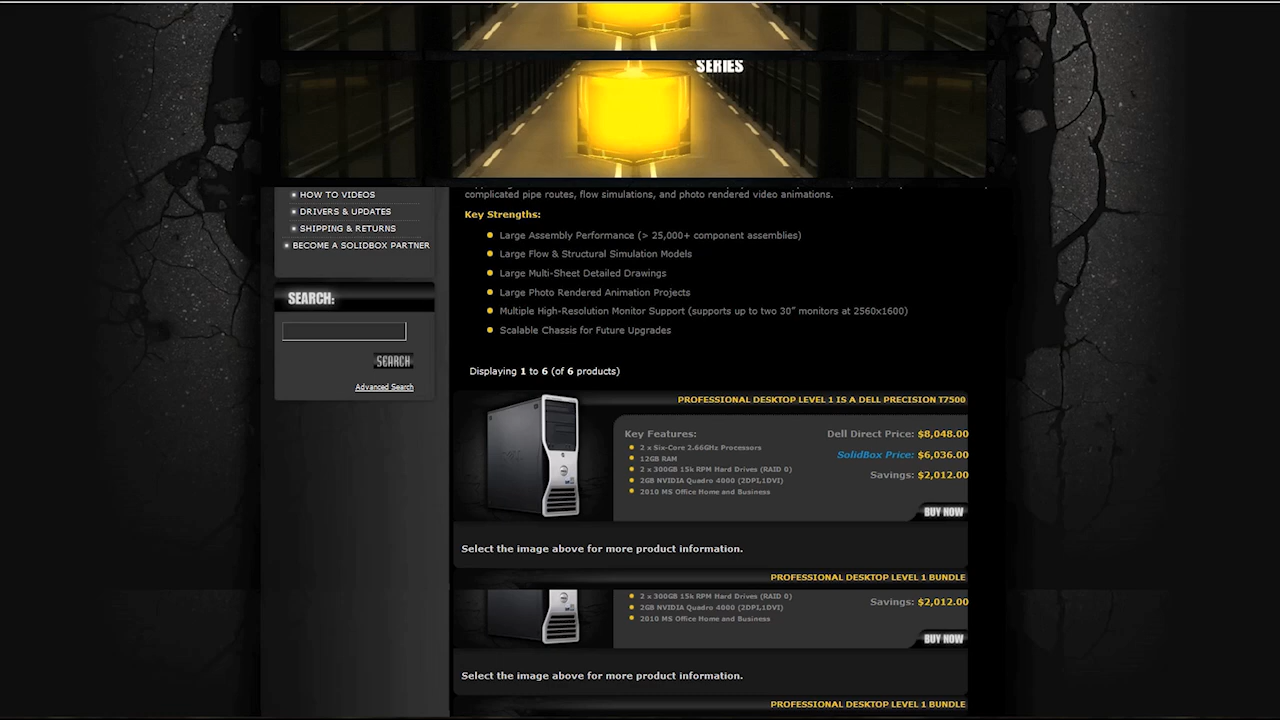 SERIES
HOW TO VIDEOS
DRIVERS & UPDATES
SHIPPING & RETURNS
BECOME A SOLIDBOX PARTNER
SEARCH:
SEARCH
Advanced Search
complicated pipe routes, flow simulations, and photo rendered video animations.
Key Strengths:
Large Assembly Performance (> 25,000+ component assemblies)
Large Flow & Structural Simulation Models
Large Multi-Sheet Detailed Drawings
Large Photo Rendered Animation Projects
Multiple High-Resolution Monitor Support (supports up to two 30” monitors at 2560x1600)
Scalable Chassis for Future Upgrades
Displaying 1 to 6 (of 6 products)
PROFESSIONAL DESKTOP LEVEL 1 IS A DELL PRECISION T7500
Key Features:
2 x Six-Core 2.66GHz Processors
12GB RAM
2 x 300GB 15k RPM Hard Drives (RAID 0)
2GB NVIDIA Quadro 4000 (2DPI,1DVI)
2010 MS Office Home and Business
Dell Direct Price: $8,048.00
SolidBox Price: $6,036.00
Savings: $2,012.00
BUY NOW
Select the image above for more product information.
PROFESSIONAL DESKTOP LEVEL 1 BUNDLE
2 x 300GB 15k RPM Hard Drives (RAID 0)
2GB NVIDIA Quadro 4000 (2DPI,1DVI)
2010 MS Office Home and Business
Savings: $2,012.00
BUY NOW
Select the image above for more product information.
PROFESSIONAL DESKTOP LEVEL 1 BUNDLE